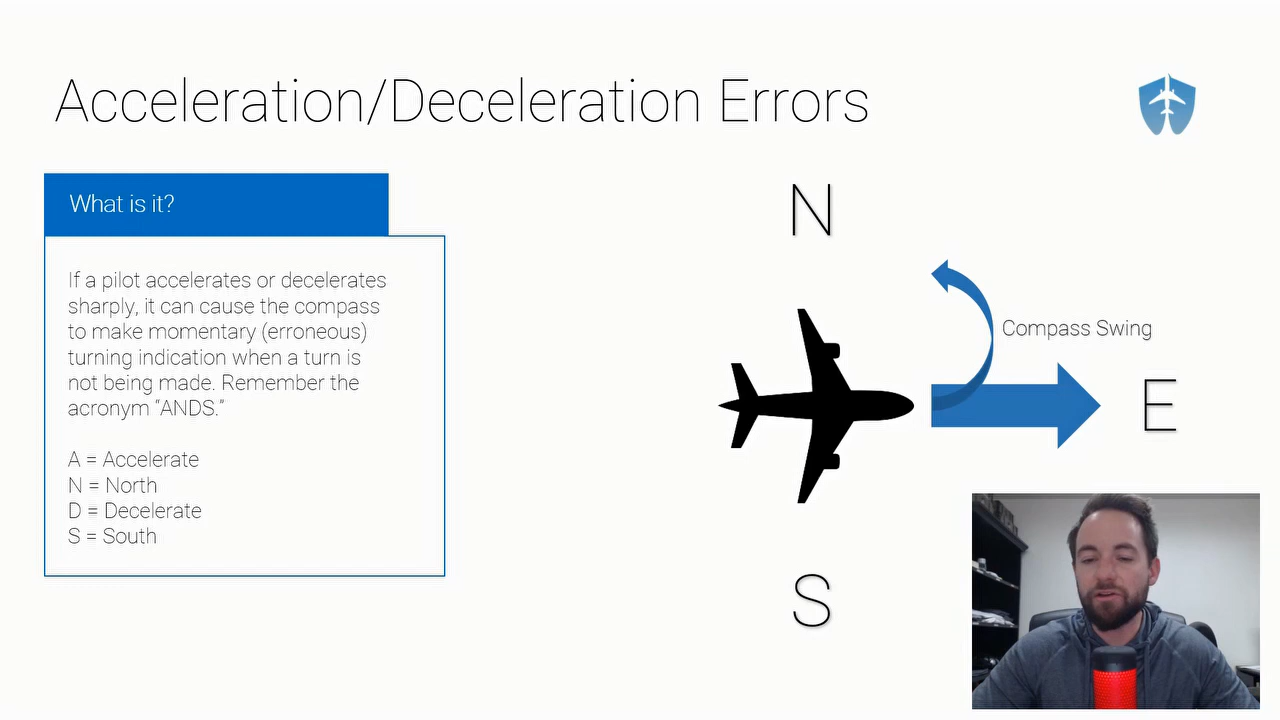 Acceleration/Deceleration Errors
What is it?
If a pilot accelerates or decelerates
sharply, it can cause the compass
to make momentary (erroneous)
turning indication when a turn is
not being made. Remember the
acronym “ANDS.”
A = Accelerate
N = North
D = Decelerate
S = South
N
Compass Swing
E
S